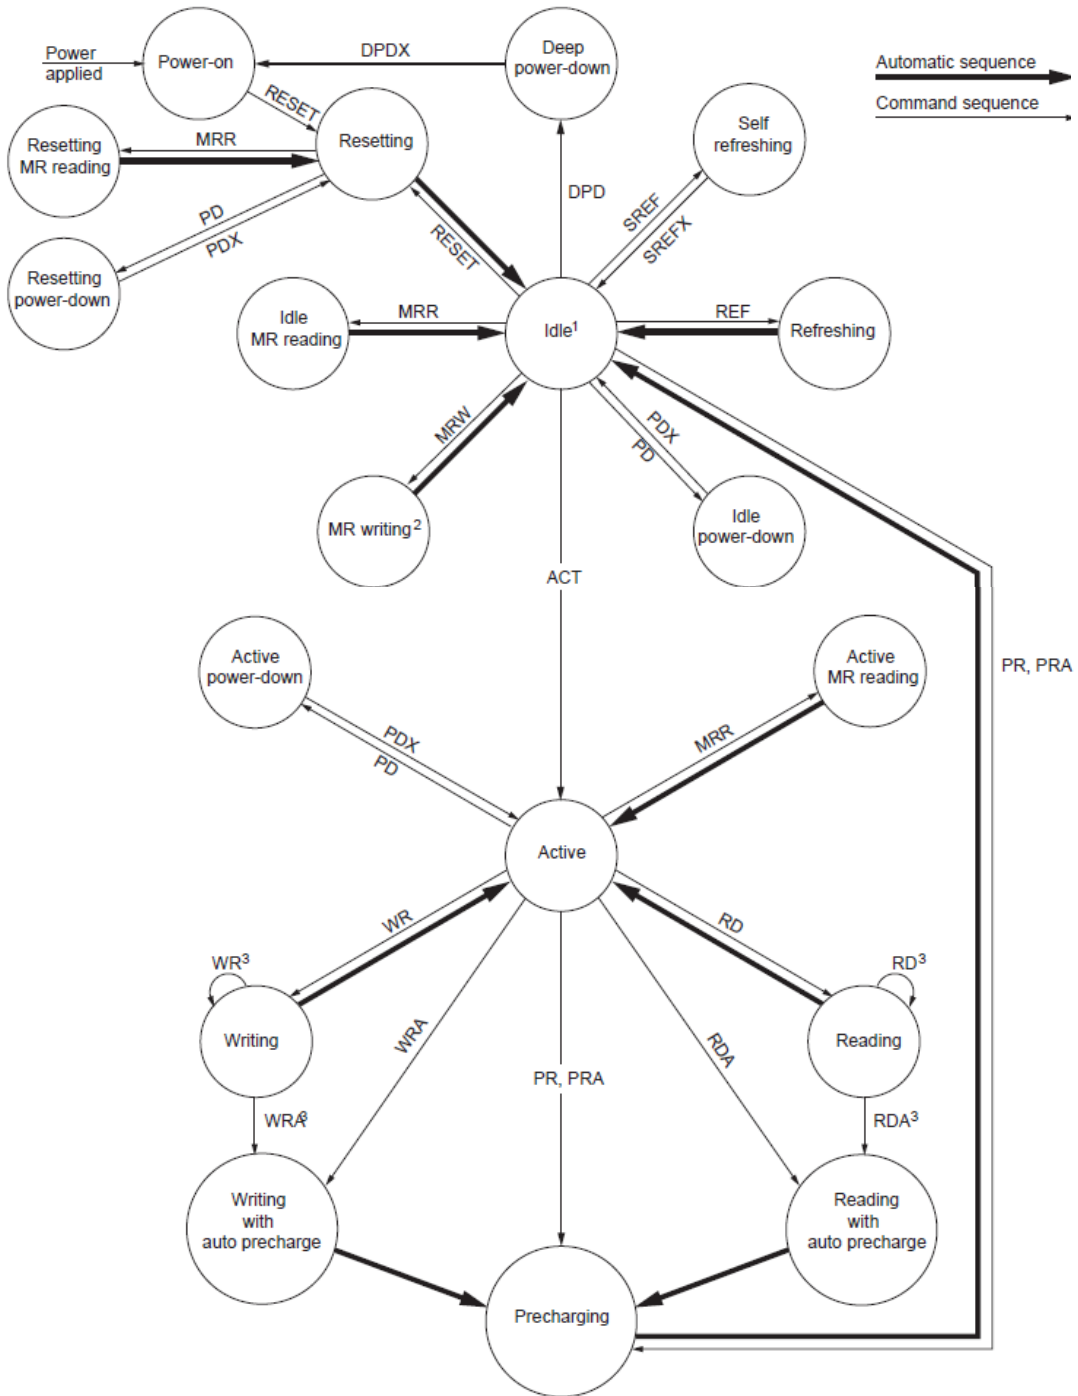 Power
applied
Power-on
DPDX
Deep
power-down
Automatic sequence
Command sequence
RESET
Resetting
MR reading
MRR
Resetting
Self
refreshing
DPD
SREF
SREFX
PD
PDX
RESET
Resetting
power-down
Idle
MR reading
MRR
Idle1
REF
Refreshing
MRW
PDX
PD
MR writing2
Idle
power-down
ACT
Active
power-down
Active
MR reading
PR, PRA
PDX
PD
MRR
Active
WR
RD
WR3
RD3
Writing
Reading
WRA
RDA
PR, PRA
WRA3
RDA3
Writing
with
auto precharge
Reading
with
auto precharge
Precharging